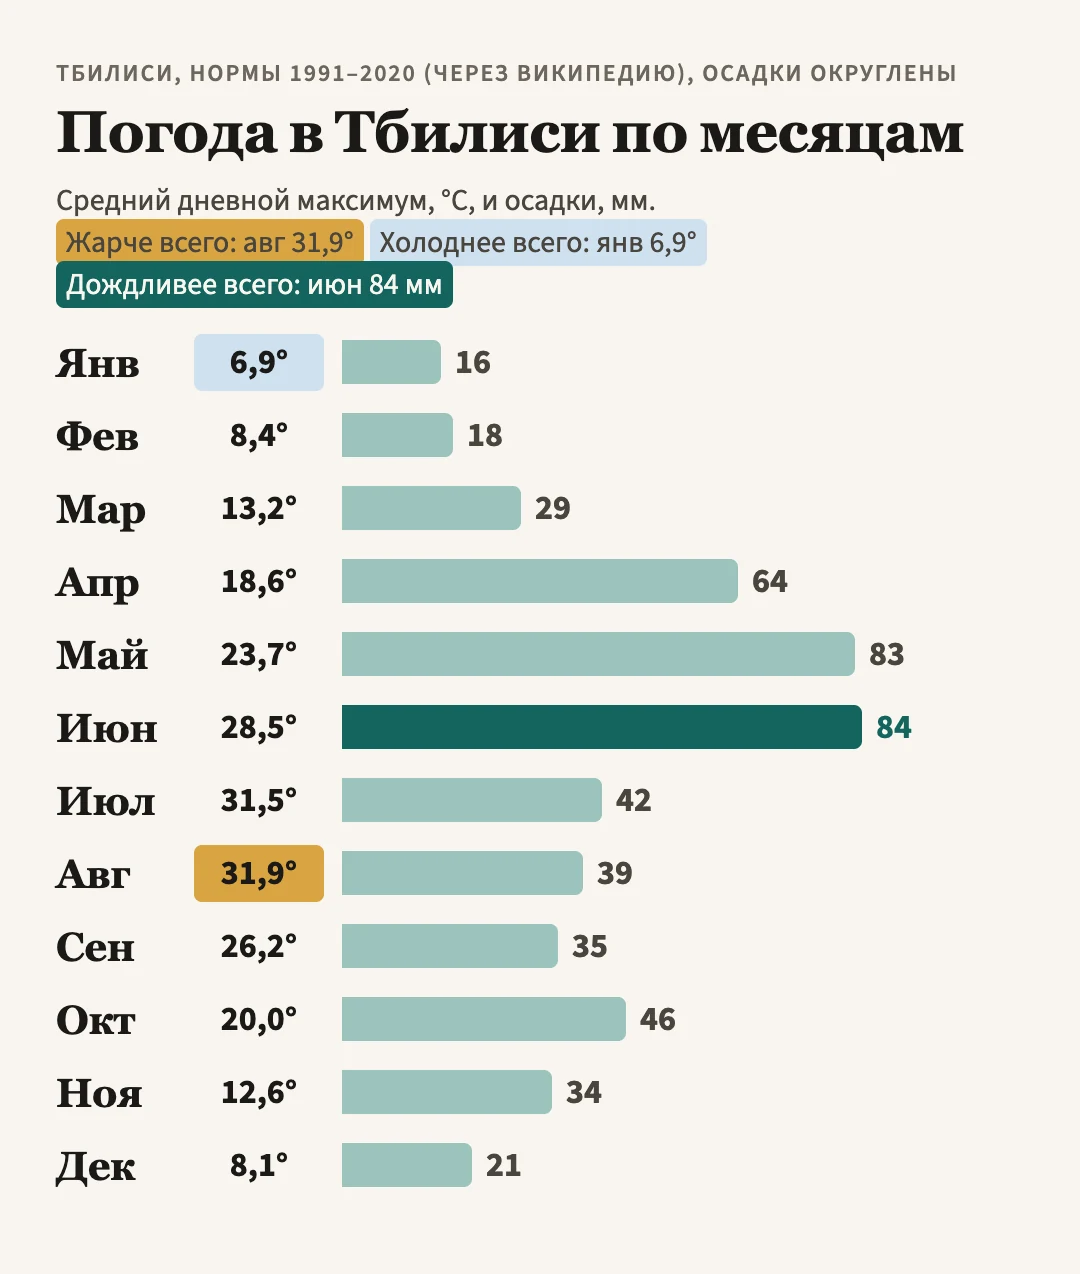 ТБИЛИСИ, НОРМЫ 1991–2020 (ЧЕРЕЗ ВИКИПЕДИЮ), ОСАДКИ ОКРУГЛЕНЫ
Погода в Тбилиси по месяцам
Средний дневной максимум, °C, и осадки, мм.
Жарче всего: авг 31,9° Холоднее всего: янв 6,9°
Дождливее всего: июн 84 мм
Янв 6,9° 16
Фев 8,4° 18
Мар 13,2° 29
Апр 18,6° 64
Май 23,7° 83
Июн 28,5° 84
Июл 31,5° 42
Авг 31,9° 39
Сен 26,2° 35
Окт 20,0° 46
Ноя 12,6° 34
Дек 8,1° 21